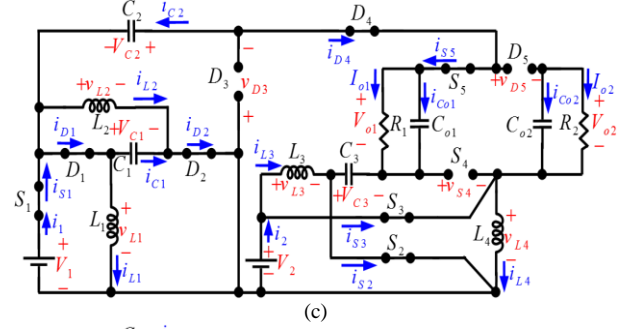 C2 iC2
-VC2+
D4
iD4
- D3 vD3 +
iS5 S5
+vD5- D5
Io1 + Vo1 - R1
iCo1 Co1
iCo2 Co2
R2 + Vo2 - Io2
+vL2- iL2
L2
+VC1-
iD1 D1
C1 iC1
iD2 D2
iL3 L3
+vL3-
C3
+VC3-
S4
+vS4-
S1 iS1
i1
+ V1 -
L1 + vL1 -
iL1
i2
+ V2 -
S3
iS3
S2
iS2
L4 + vL4 -
iL4
(c)